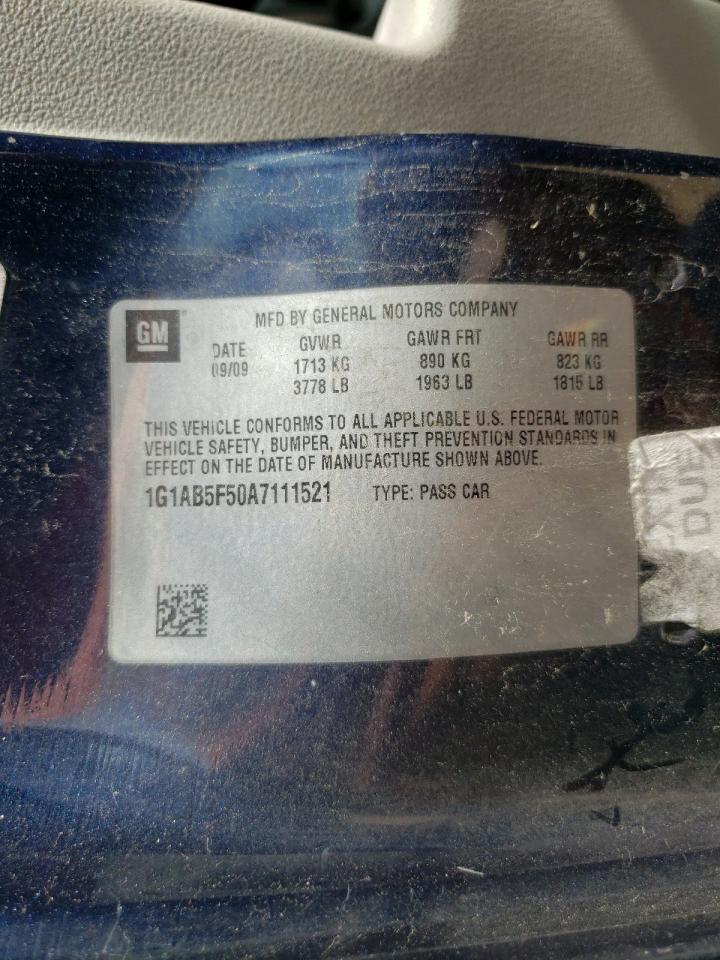 GM
MFD BY GENERAL MOTORS COMPANY
DATE GVWR GAWR FRT GAWR RR
09/09 1713 KG 890 KG 823 KG
3778 LB 1963 LB 1815 LB
THIS VEHICLE CONFORMS TO ALL APPLICABLE U.S. FEDERAL MOTOR
VEHICLE SAFETY, BUMPER, AND THEFT PREVENTION STANDARDS IN
EFFECT ON THE DATE OF MANUFACTURE SHOWN ABOVE.
1G1AB5F50A7111521 TYPE: PASS CAR